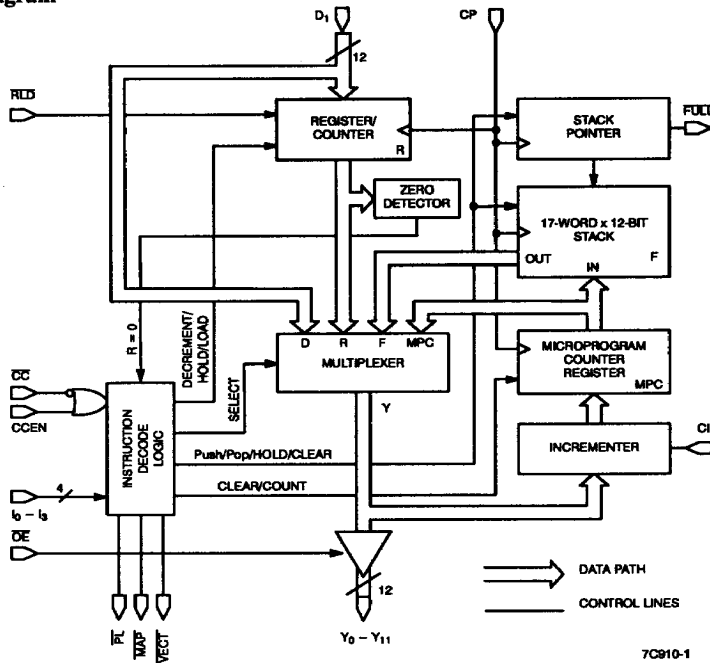 D1
CP
12
RLD
REGISTER/
COUNTER
R
STACK
POINTER
FULL
ZERO
DETECTOR
17-WORD x 12-BIT
STACK
OUT
F
IN
R = 0
DECREMENT/
HOLD/LOAD
D R F MPC
MULTIPLEXER
MICROPROGRAM
COUNTER
REGISTER
MPC
CC
CCEN
SELECT
Y
INSTRUCTION
DECODE
LOGIC
Push/Pop/HOLD/CLEAR
INCREMENTER
CI
CLEAR/COUNT
4
I0 – I3
OE
12
DATA PATH
CONTROL LINES
PL
MAP
VECT
Y0 – Y11
7C910-1